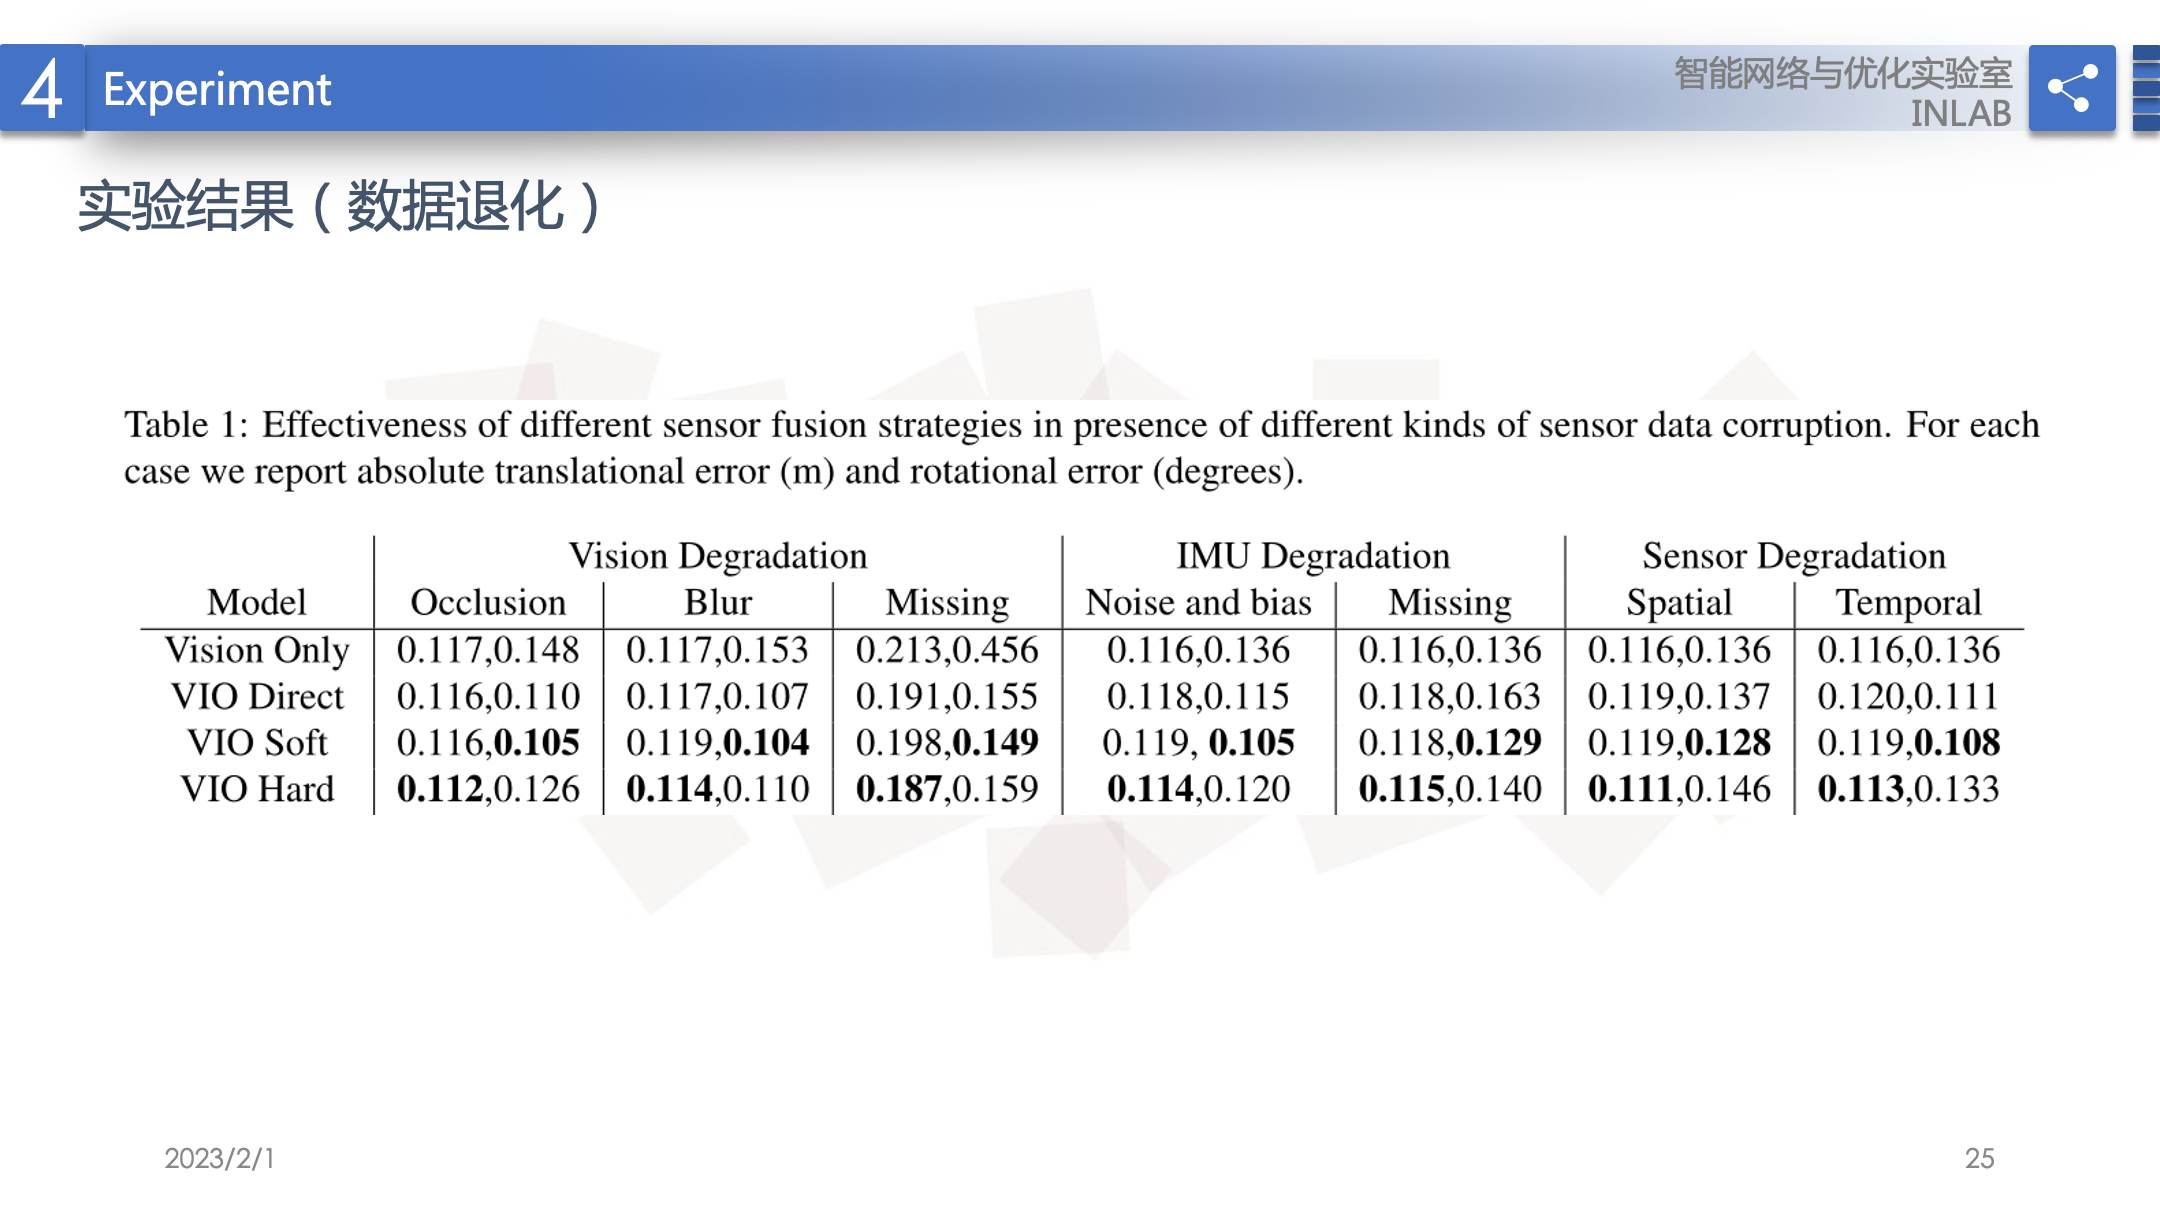 4 Experiment
智能网络与优化实验室
INLAB
实验结果（数据退化）
Table 1: Effectiveness of different sensor fusion strategies in presence of different kinds of sensor data corruption. For each
case we report absolute translational error (m) and rotational error (degrees).
Vision Degradation IMU Degradation Sensor Degradation
Model Occlusion Blur Missing Noise and bias Missing Spatial Temporal
Vision Only 0.117,0.148 0.117,0.153 0.213,0.456 0.116,0.136 0.116,0.136 0.116,0.136 0.116,0.136
VIO Direct 0.116,0.110 0.117,0.107 0.191,0.155 0.118,0.115 0.118,0.163 0.119,0.137 0.120,0.111
VIO Soft 0.116,0.105 0.119,0.104 0.198,0.149 0.119, 0.105 0.118,0.129 0.119,0.128 0.119,0.108
VIO Hard 0.112,0.126 0.114,0.110 0.187,0.159 0.114,0.120 0.115,0.140 0.111,0.146 0.113,0.133
2023/2/1
25